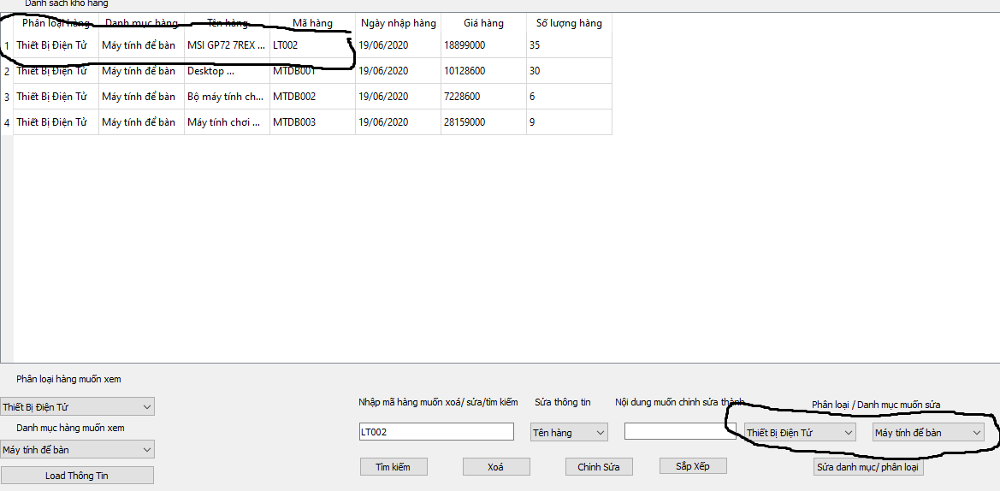 Danh sách kho hàng
Phân loại hàng Danh mục hàng Tên hàng Mã hàng Ngày nhập hàng Giá hàng Số lượng hàng
1 Thiết Bị Điện Tử Máy tính để bàn MSI GP72 7REX ... LT002 19/06/2020 18899000 35
2 Thiết Bị Điện Tử Máy tính để bàn Desktop ... MTDB001 19/06/2020 10128600 30
3 Thiết Bị Điện Tử Máy tính để bàn Bộ máy tính ch... MTDB002 19/06/2020 7228600 6
4 Thiết Bị Điện Tử Máy tính để bàn Máy tính chơi ... MTDB003 19/06/2020 28159000 9
Phân loại hàng muốn xem
Thiết Bị Điện Tử
Danh mục hàng muốn xem
Máy tính để bàn
Load Thông Tin
Nhập mã hàng muốn xoá/ sửa/tìm kiếm Sửa thông tin Nội dung muốn chỉnh sửa thành Phân loại / Danh mục muốn sửa
LT002 Tên hàng Thiết Bị Điện Tử Máy tính để bàn
Tìm kiếm Xoá Chỉnh Sửa Sắp Xếp Sửa danh mục/ phân loại